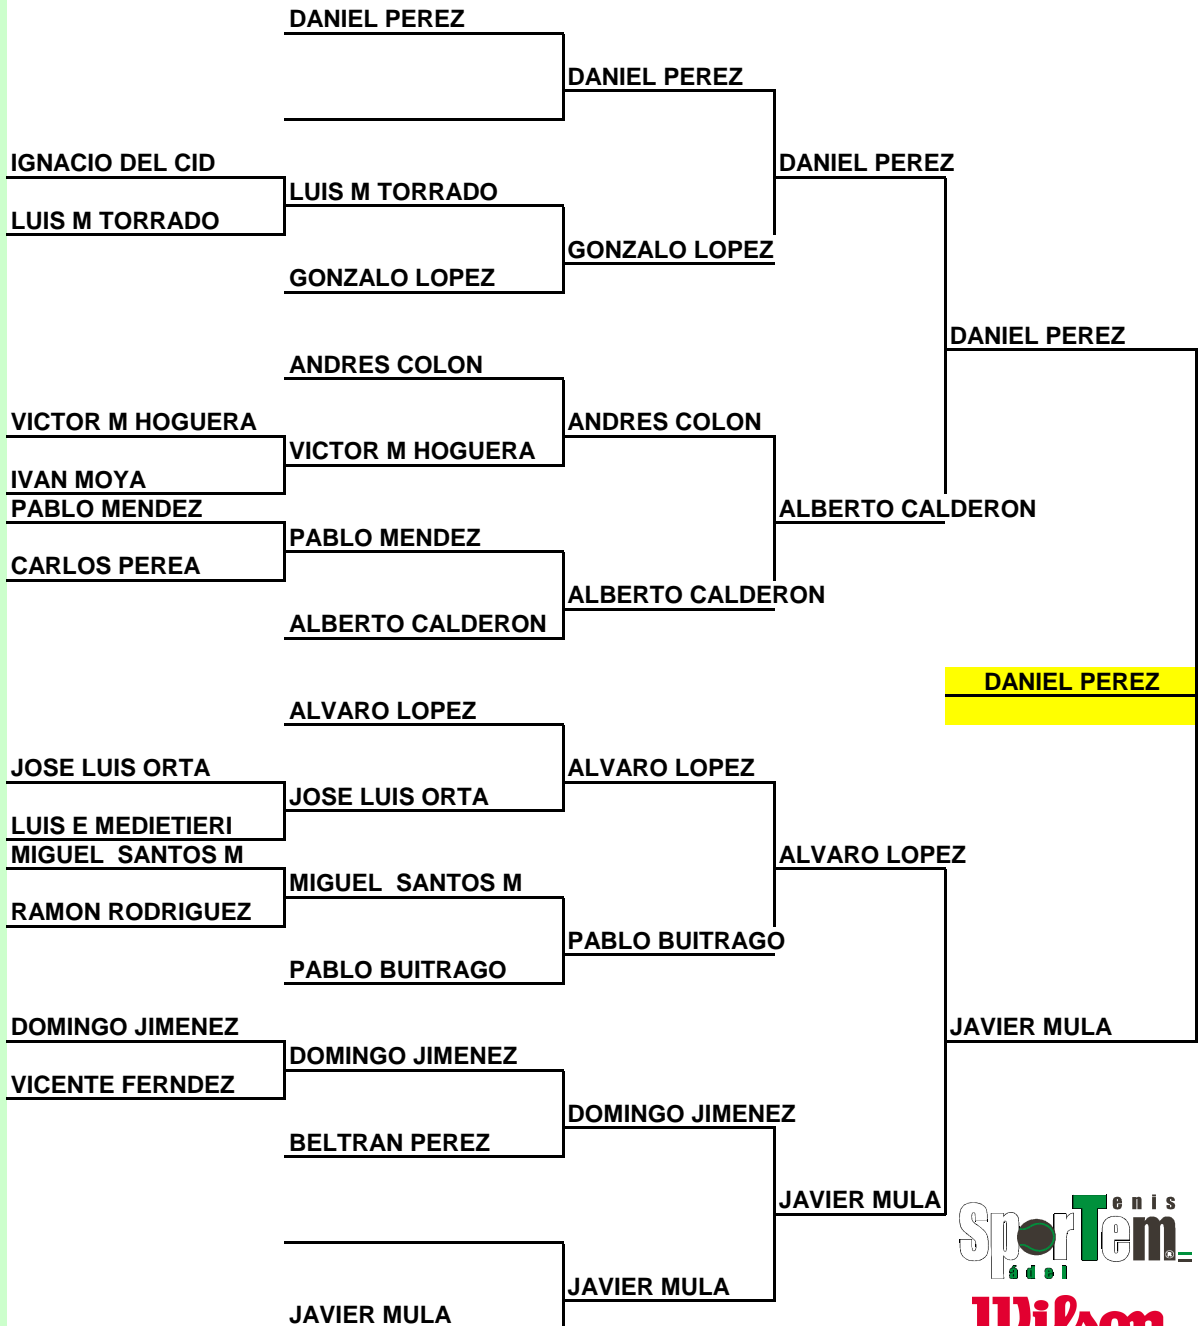 DANIEL PEREZ
DANIEL PEREZ
IGNACIO DEL CID
DANIEL PEREZ
LUIS M TORRADO
LUIS M TORRADO
GONZALO LOPEZ
GONZALO LOPEZ
DANIEL PEREZ
ANDRES COLON
VICTOR M HOGUERA
ANDRES COLON
VICTOR M HOGUERA
IVAN MOYA
PABLO MENDEZ
ALBERTO CALDERON
PABLO MENDEZ
CARLOS PEREA
ALBERTO CALDERON
ALBERTO CALDERON
DANIEL PEREZ
ALVARO LOPEZ
JOSE LUIS ORTA
ALVARO LOPEZ
JOSE LUIS ORTA
LUIS E MEDIETIERI
MIGUEL  SANTOS M
ALVARO LOPEZ
MIGUEL  SANTOS M
RAMON RODRIGUEZ
PABLO BUITRAGO
PABLO BUITRAGO
DOMINGO JIMENEZ
JAVIER MULA
DOMINGO JIMENEZ
VICENTE FERNDEZ
DOMINGO JIMENEZ
BELTRAN PEREZ
JAVIER MULA
enis
SporTem®
ádel
JAVIER MULA
JAVIER MULA
Wilson